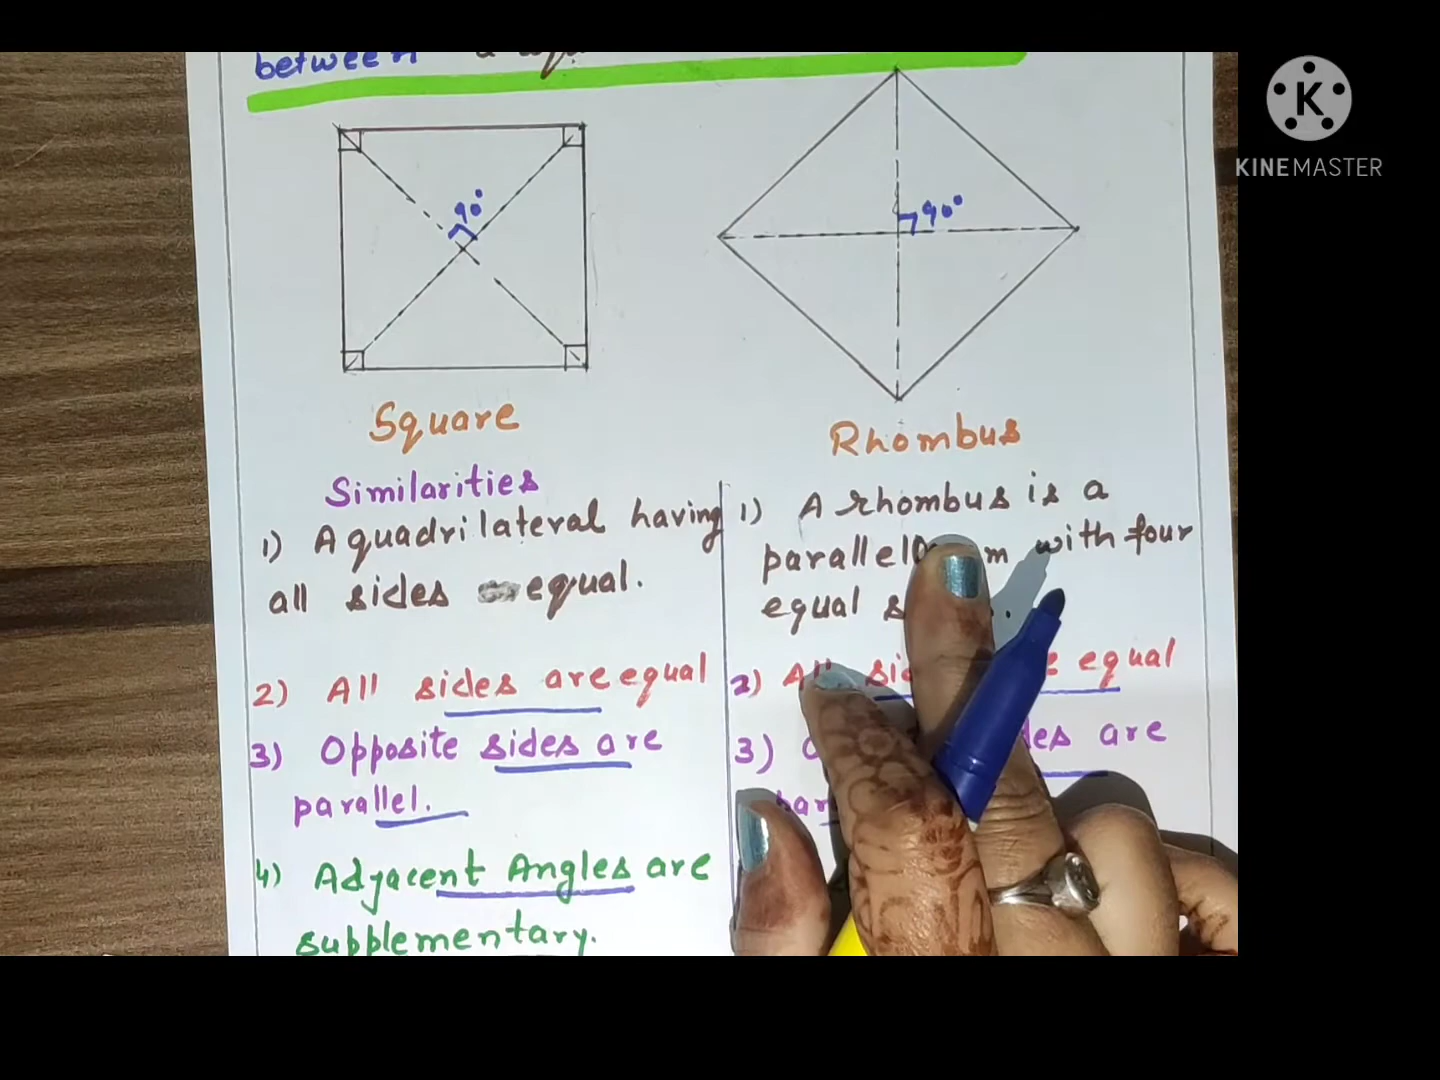 between
90°
90°
Square
Rhombus
Similarities
1) A quadrilateral having
all sides equal.
2) All sides are equal
3) Opposite sides are
parallel.
4) Adjacent Angles are
supplementary.
1) A rhombus is a
with four
equal
2) All equal
3) are
K
KINEMASTER